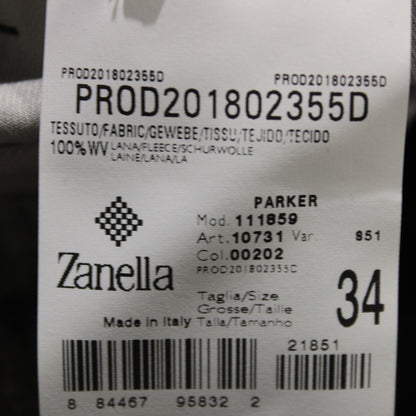 PROD201802355D PROD201802355D
PROD201802355D
TESSUTO/FABRIC/GEWEBE/TISSU/TEJIDO/TECIDO
100%WV LANA/FLEECE/SCHURWOLLE
LAINE/LANA/LA
PARKER
Mod. 111859
Art. 10731 Var. S51
Col. 00202
PROD201802355D
Zanella
Taglia/Size
Grosse/Taille
Talla/Tamanho
34
Made in Italy
21851
8 84467 95832 2